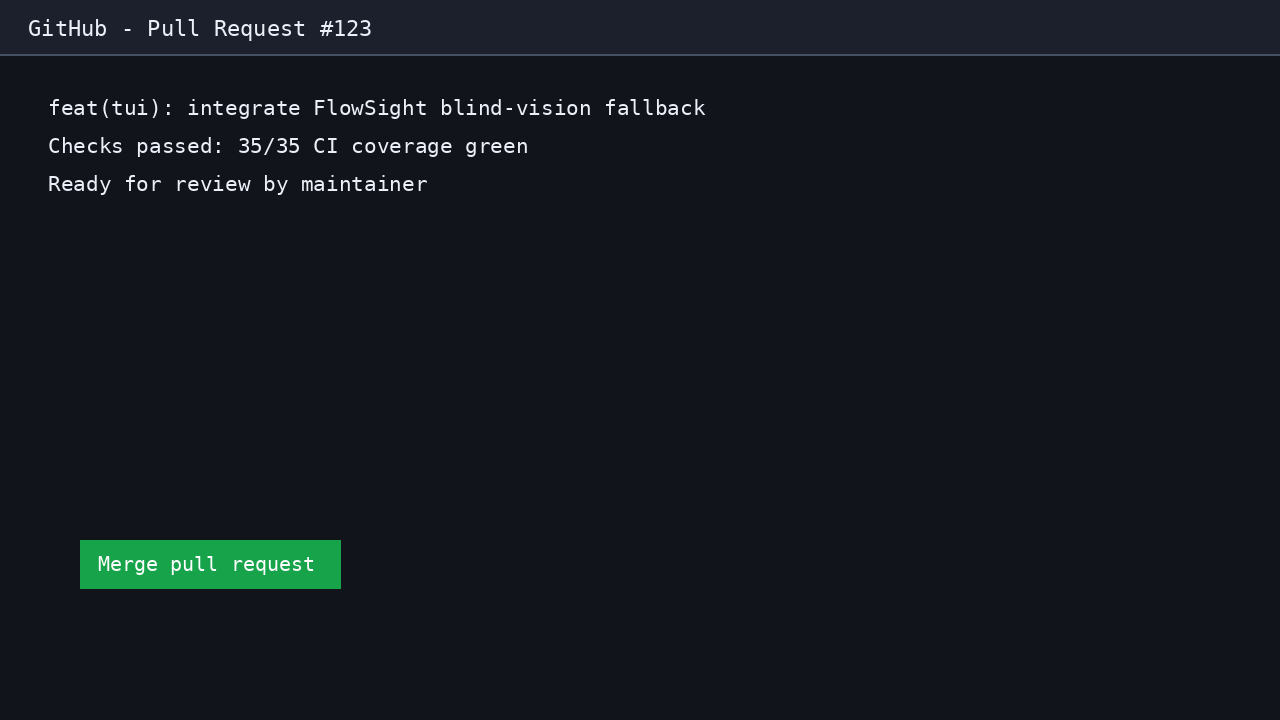 GitHub - Pull Request #123
feat(tui): integrate FlowSight blind-vision fallback
Checks passed: 35/35 CI coverage green
Ready for review by maintainer
Merge pull request